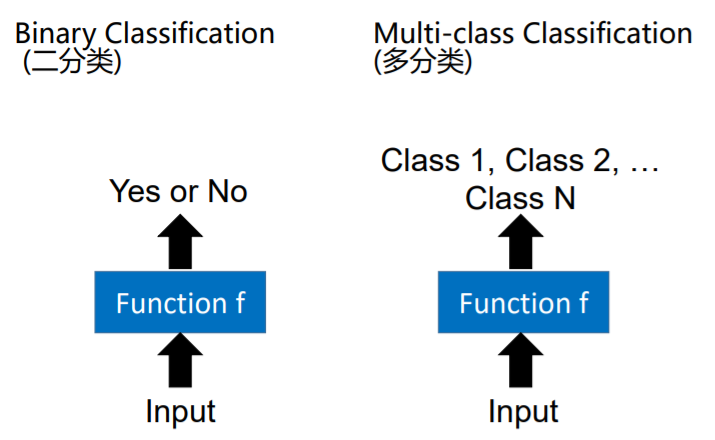 Binary Classification
(二分类)
Yes or No
Function f
Input
Multi-class Classification
(多分类)
Class 1, Class 2, …
Class N
Function f
Input